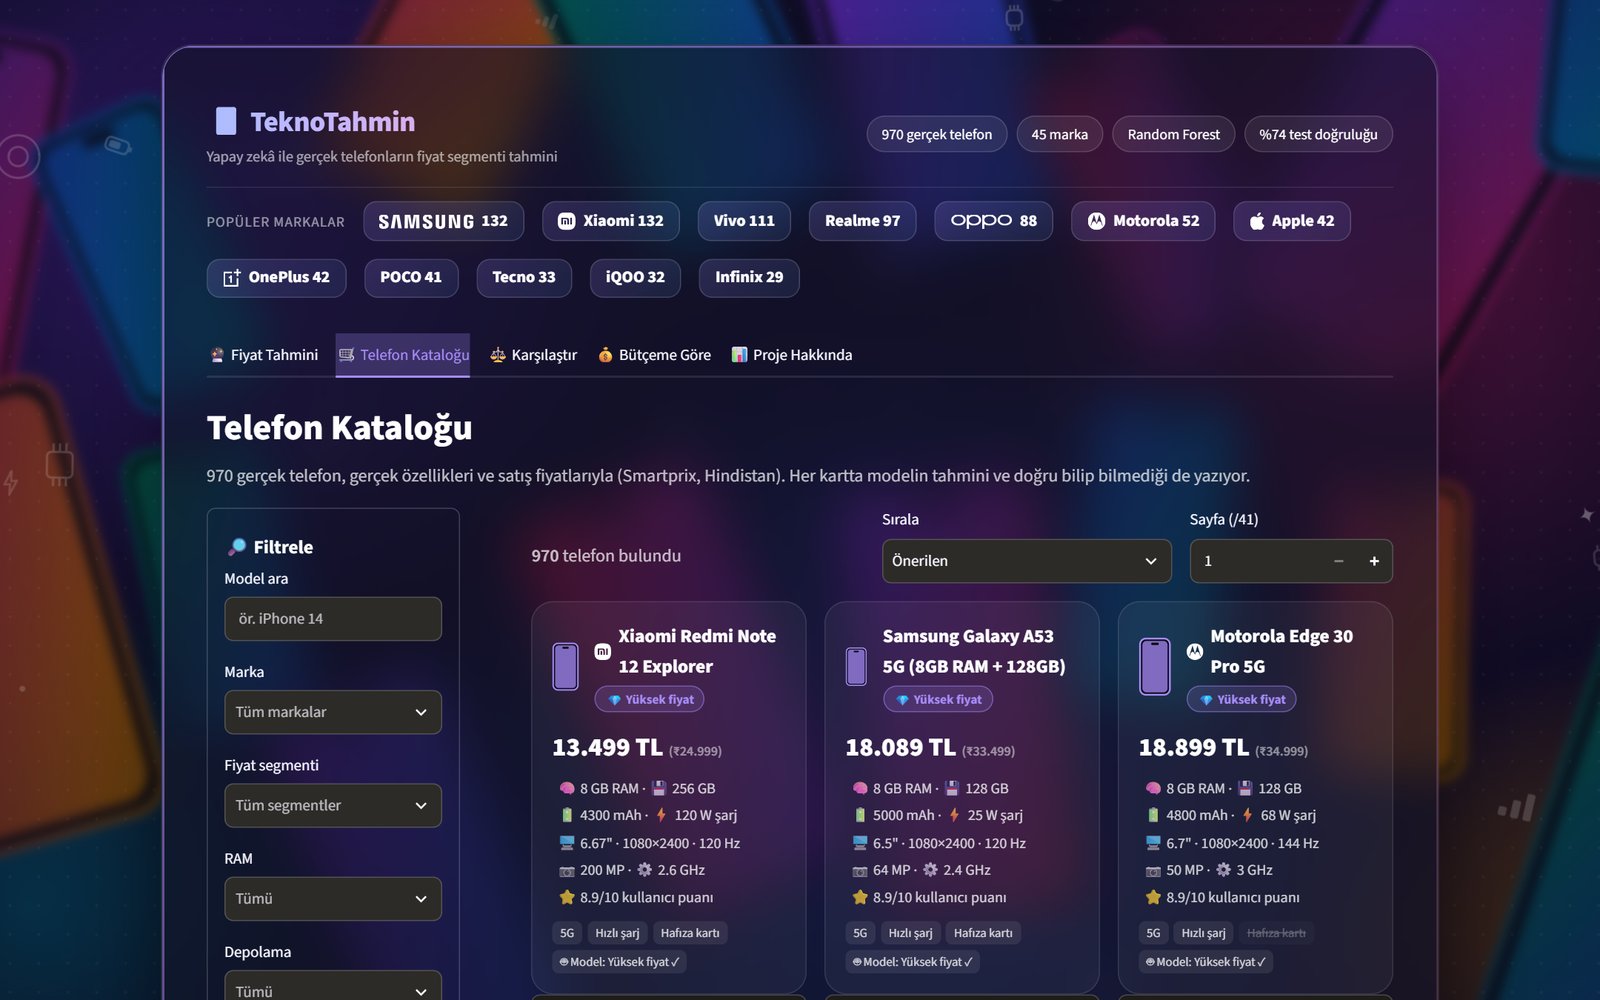 TeknoTahmin
Yapay zekâ ile gerçek telefonların fiyat segmenti tahmini
970 gerçek telefon
45 marka
Random Forest
%74 test doğruluğu
POPÜLER MARKALAR
SAMSUNG 132
Xiaomi 132
Vivo 111
Realme 97
oppo 88
Motorola 52
Apple 42
OnePlus 42
POCO 41
Tecno 33
iQOO 32
Infinix 29
Fiyat Tahmini
Telefon Kataloğu
Karşılaştır
Bütçeme Göre
Proje Hakkında
Telefon Kataloğu
970 gerçek telefon, gerçek özellikleri ve satış fiyatlarıyla (Smartprix, Hindistan). Her kartta modelin tahmini ve doğru bilip bilmediği de yazıyor.
Filtrele
Model ara
ör. iPhone 14
Marka
Tüm markalar
Fiyat segmenti
Tüm segmentler
RAM
Tümü
Depolama
Tümü
970 telefon bulundu
Sırala
Önerilen
Sayfa (/41)
1
Xiaomi Redmi Note
12 Explorer
Yüksek fiyat
13.499 TL (₹24.999)
8 GB RAM · 256 GB
4300 mAh · 120 W şarj
6.67" · 1080×2400 · 120 Hz
200 MP · 2.6 GHz
8.9/10 kullanıcı puanı
5G
Hızlı şarj
Hafıza kartı
Model: Yüksek fiyat ✓
Samsung Galaxy A53
5G (8GB RAM + 128GB)
Yüksek fiyat
18.089 TL (₹33.499)
8 GB RAM · 128 GB
5000 mAh · 25 W şarj
6.5" · 1080×2400 · 120 Hz
64 MP · 2.4 GHz
8.9/10 kullanıcı puanı
5G
Hızlı şarj
Hafıza kartı
Model: Yüksek fiyat ✓
Motorola Edge 30
Pro 5G
Yüksek fiyat
18.899 TL (₹34.999)
8 GB RAM · 128 GB
4800 mAh · 68 W şarj
6.7" · 1080×2400 · 144 Hz
50 MP · 3 GHz
8.9/10 kullanıcı puanı
5G
Hızlı şarj
Hafıza kartı
Model: Yüksek fiyat ✓